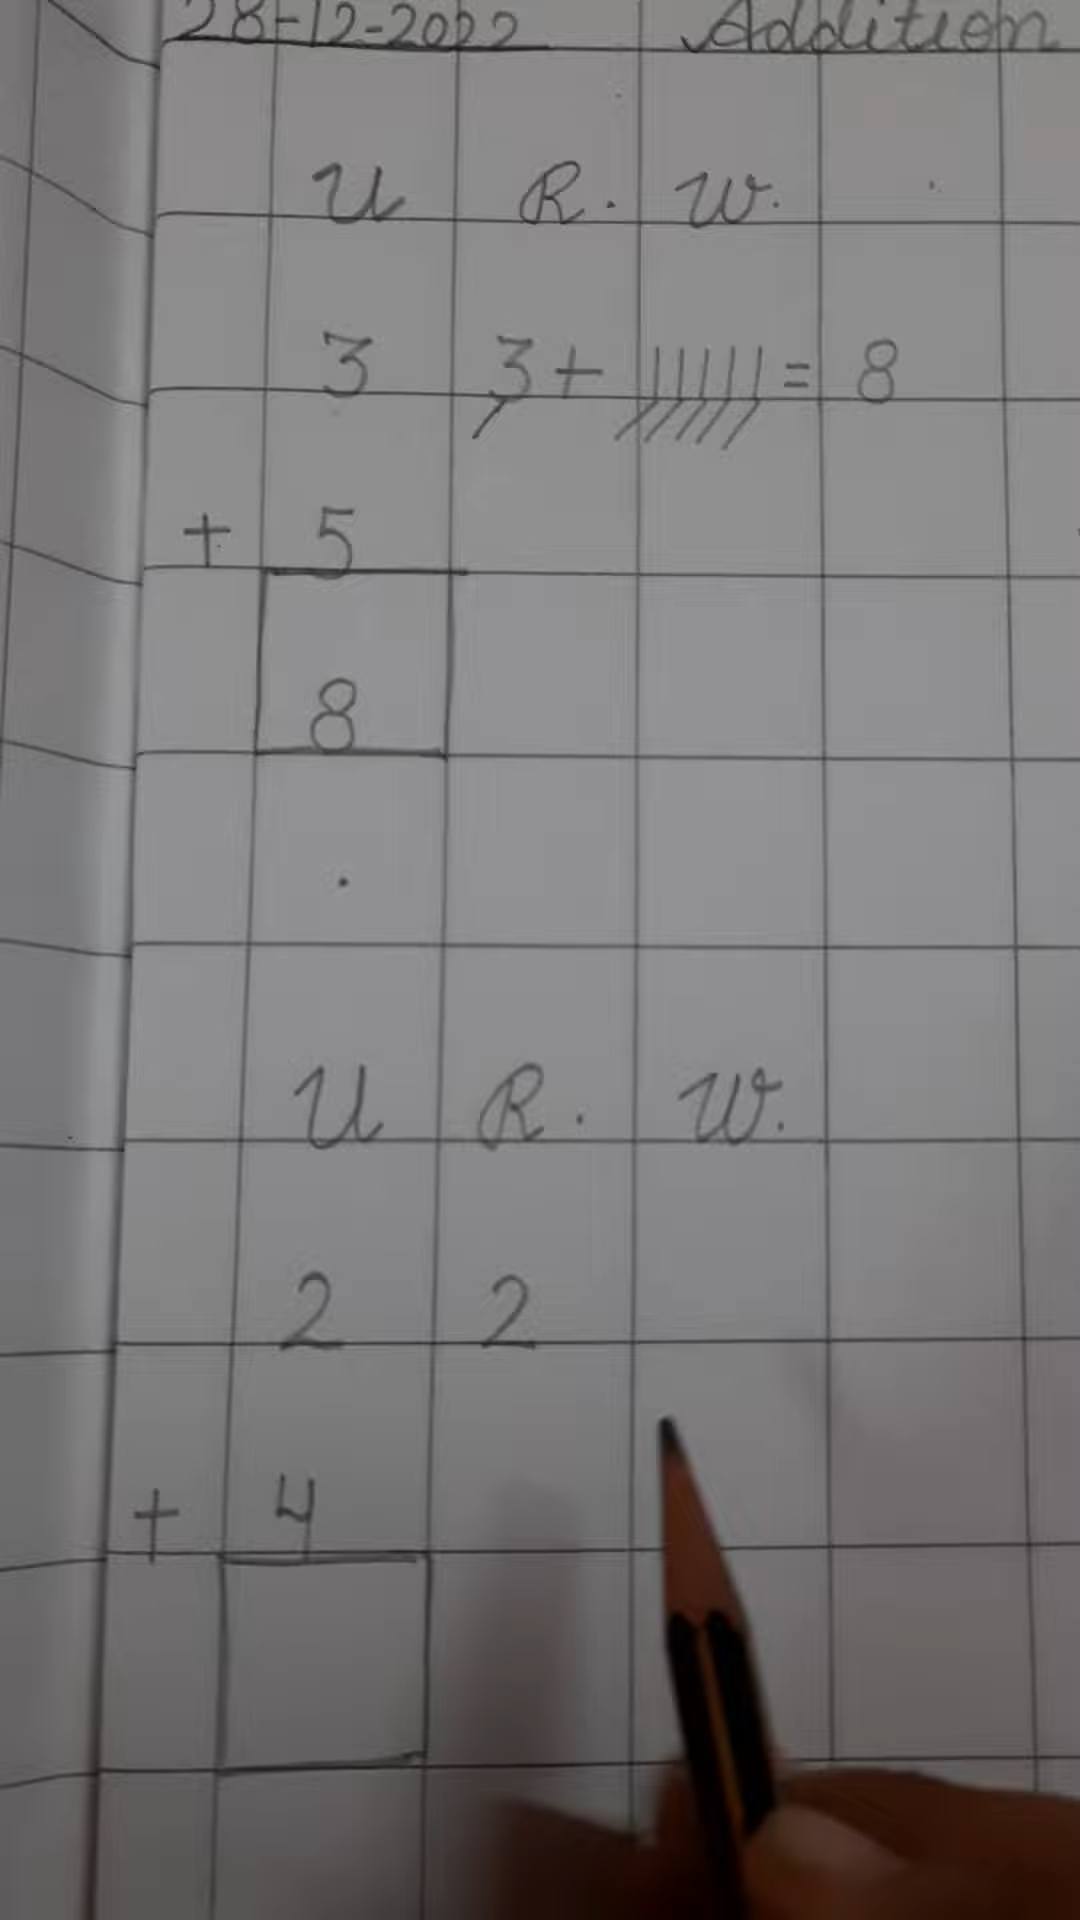 28-12-2022 Addition
U R. W.
3 3 + ||||| = 8
+ 5
8
U R. W.
2 2
+ 4